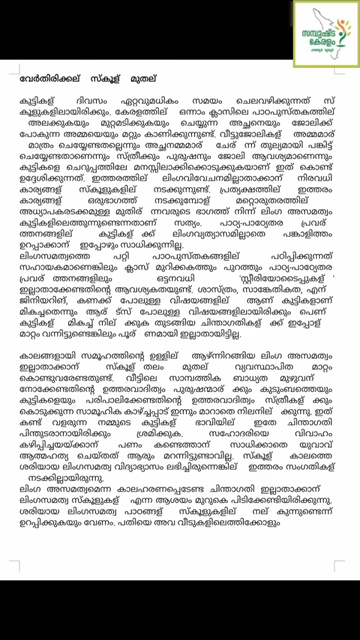 സമ്പുഷ്ട
കേരളം
വേർതിരിക്കല് സ്കൂള് മുതല്
കുട്ടികള് ദിവസം ഏറ്റവുമധികം സമയം ചെലവഴിക്കുന്നത് സ്
കൂളുകളിലായിരിക്കും. കേരളത്തില് ഒന്നാം ക്ലാസിലെ പാഠപുസ്തകത്തില്
അലക്കുകയും മുറ്റമടിക്കുകയും ചെയ്യുന്ന അച്ഛനെയും ജോലിക്ക്
പോകുന്ന അമ്മയെയും മറ്റും കാണിക്കുന്നുണ്ട്. വീട്ടുജോലികള് അമ്മമാര്
മാത്രം ചെയ്യേണ്ടതല്ലെന്നും അച്ഛനമ്മമാര് ചേര് ന്ന് തുല്യമായി പങ്കിട്ട്
ചെയ്യേണ്ടതാണെന്നും സ്ത്രീക്കും പുരുഷനും ജോലി ആവശ്യമാണെന്നും
കുട്ടികളെ ചെറുപ്പത്തിലേ മനസ്സിലാക്കിക്കൊടുക്കുകയാണ് ഇത് കൊണ്ട്
ഉദ്ദേശിക്കുന്നത്. ഇത്തരത്തില് ലിംഗവിവേചനമില്ലാതാക്കാന് നിരവധി
കാര്യങ്ങള് സ്കൂളുകളില് നടക്കുന്നുണ്ട്. പ്രത്യക്ഷത്തില് ഇത്തരം
കാര്യങ്ങള് ഒരുഭാഗത്ത് നടക്കുമ്പോള് മറ്റൊരുതരത്തില്
അധ്യാപകരടക്കമുള്ള മുതിര് ന്നവരുടെ ഭാഗത്ത് നിന്ന് ലിംഗ അസമത്വം
കുട്ടികളിലെത്തുന്നുണ്ടെന്നതാണ് സത്യം. പാഠ്യ-പാഠ്യേതര പ്രവര്
ത്തനങ്ങളില് കുട്ടികള് ക്ക് ലിംഗവ്യത്യാസമില്ലാതെ പങ്കാളിത്തം
ഉറപ്പാക്കാന് ഇപ്പോഴും സാധിക്കുന്നില്ല.
ലിംഗസമത്വത്തെ പറ്റി പാഠപുസ്തകങ്ങളില് പഠിപ്പിക്കുന്നത്
സഹായകമാണെങ്കിലും ക്ലാസ് മുറിക്കകത്തും പുറത്തും പാഠ്യ-പാഠ്യേതര
പ്രവര് ത്തനങ്ങളിലും ഒട്ടനവധി 'സ്റ്റീരിയോടൈപ്പുകള് '
ഇല്ലാതാക്കേണ്ടതിന്റെ ആവശ്യകതയുണ്ട്. ശാസ്ത്രം, സാങ്കേതികത, എന്
ജിനിയറിങ്, കണക്ക് പോലുള്ള വിഷയങ്ങളില് ആണ് കുട്ടികളാണ്
മികച്ചതെന്നും ആര് ട്സ് പോലുള്ള വിഷയങ്ങളിലായിരിക്കും പെണ്
കുട്ടികള് മികച്ച് നില് ക്കുക തുടങ്ങിയ ചിന്താഗതികള് ക്ക് ഇപ്പോള്
മാറ്റം വന്നിട്ടുണ്ടെങ്കിലും പൂര് ണമായി ഇല്ലാതായിട്ടില്ല.
കാലങ്ങളായി സമൂഹത്തിന്റെ ഉള്ളില് ആഴ്ന്നിറങ്ങിയ ലിംഗ അസമത്വം
ഇല്ലാതാക്കാന് സ്കൂള് തലം മുതല് വ്യവസ്ഥാപിത മാറ്റം
കൊണ്ടുവരേണ്ടതുണ്ട്. വീട്ടിലെ സാമ്പത്തിക ബാധ്യത മുഴുവന്
നോക്കേണ്ടതിന്റെ ഉത്തരവാദിത്വം പുരുഷന്മാര് ക്കും കുടുംബത്തെയും
കുട്ടികളെയും പരിപാലിക്കേണ്ടതിന്റെ ഉത്തരവാദിത്വം സ്ത്രീകള് ക്കും
കൊടുക്കുന്ന സാമൂഹിക കാഴ്ചപ്പാട് ഇന്നും മാറാതെ നിലനില് ക്കുന്നു. ഇത്
കണ്ട് വളരുന്ന നമ്മുടെ കുട്ടികള് ഭാവിയില് ഇതേ ചിന്താഗതി
പിന്തുടരാനായിരിക്കും ശ്രമിക്കുക. സഹോദരിയെ വിവാഹം
കഴിപ്പിച്ചയയ്ക്കാന് പണം കണ്ടെത്താന് സാധിക്കാതെ യുവാവ്
ആത്മഹത്യ ചെയ്തത് ആരും മറന്നിട്ടുണ്ടാവില്ല. സ്കൂള് കാലത്തെ
ശരിയായ ലിംഗസമത്വ വിദ്യാഭ്യാസം ലഭിച്ചിരുന്നെങ്കില് ഇത്തരം സംഗതികള്
നടക്കില്ലായിരുന്നു.
ലിംഗ അസമത്വമെന്ന കാലഹരണപ്പെടേണ്ട ചിന്താഗതി ഇല്ലാതാക്കാന്
ലിംഗസമത്വ സ്കൂളുകള് എന്ന ആശയം മുറുകെ പിടിക്കേണ്ടിയിരിക്കുന്നു.
ശരിയായ ലിംഗസമത്വ പാഠങ്ങള് സ്കൂളുകളില് നല് കുന്നുണ്ടെന്ന്
ഉറപ്പിക്കുകയും വേണം. പതിയെ അവ വീടുകളിലെത്തിക്കോളും